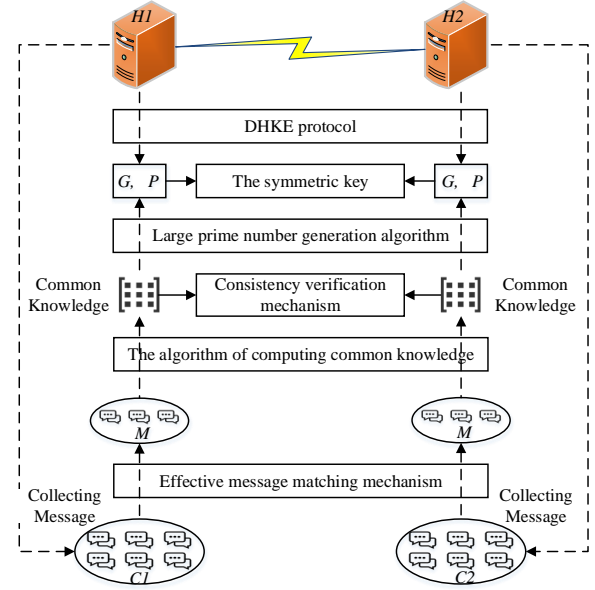 H1
H2
DHKE protocol
G, P
The symmetric key
G, P
Large prime number generation algorithm
Common
Knowledge
Consistency verification
mechanism
Common
Knowledge
The algorithm of computing common knowledge
M
M
Effective message matching mechanism
Collecting
Message
Collecting
Message
C1
C2